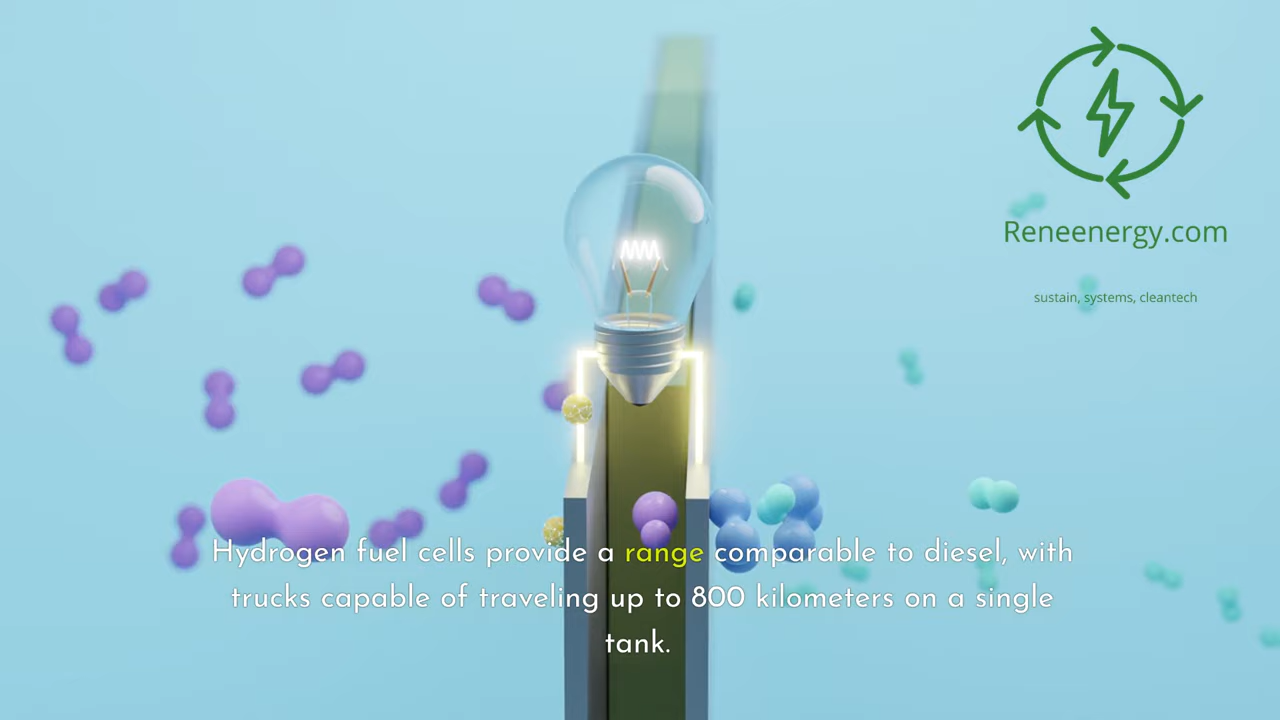 Reneenergy.com
sustain, systems, cleantech
Hydrogen fuel cells provide a range comparable to diesel, with
trucks capable of traveling up to 800 kilometers on a single
tank.